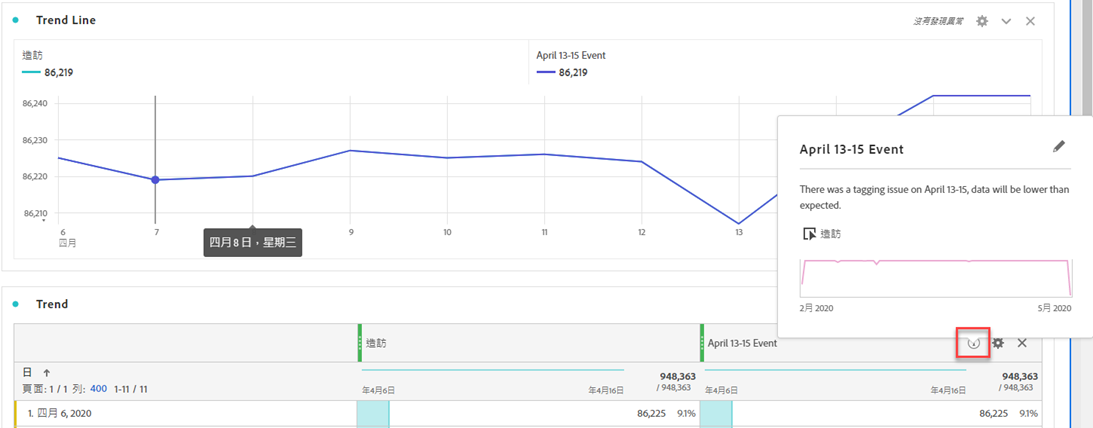 Trend Line
沒有發現異常
造訪
86,219
April 13-15 Event
86,219
86,240
86,230
86,220
86,210
6
7
9
10
11
12
13
四月
四月 8 日，星期三
April 13-15 Event
There was a tagging issue on April 13-15, data will be lower than
expected.
造訪
2月 2020
5月 2020
Trend
造訪
April 13-15 Event
日
頁面: 1 / 1 列: 400 1-11 / 11
年4月6日
年4月16日
948,363
/ 948,363
年4月6日
年4月16日
948,363
/ 948,363
1. 四月 6, 2020
86,225 9.1%
86,225 9.1%